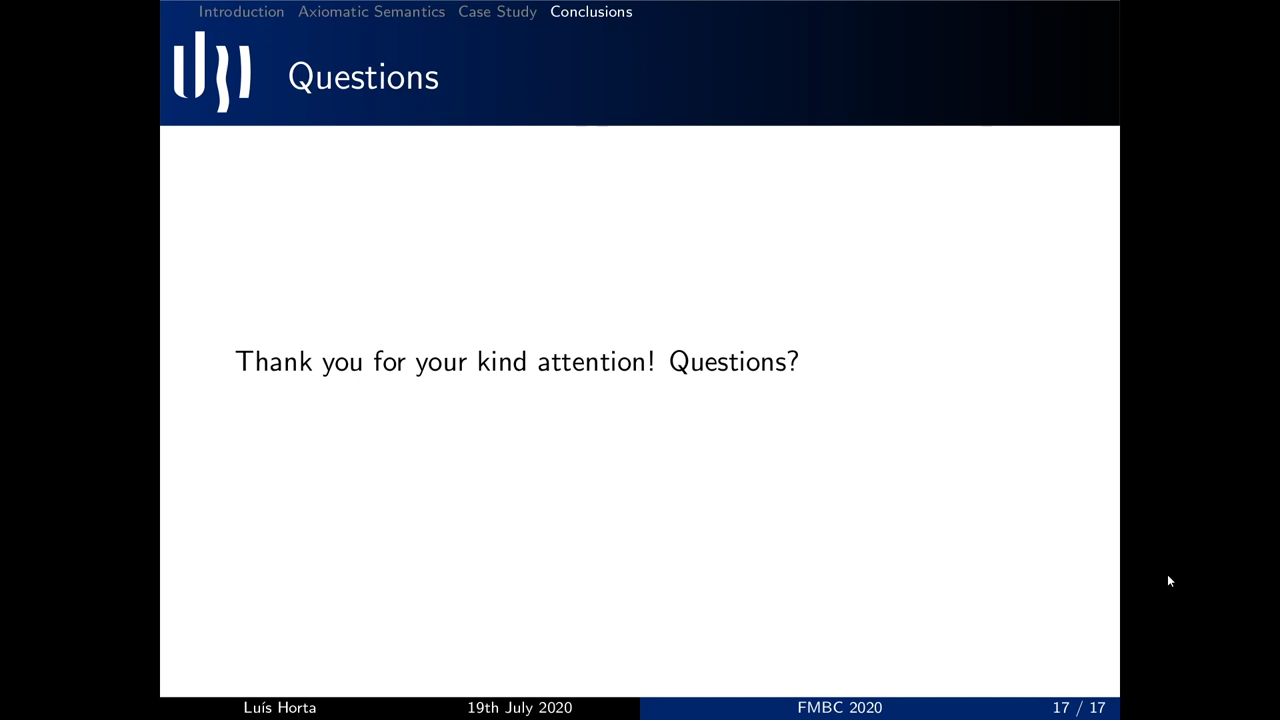 Introduction Axiomatic Semantics Case Study Conclusions
Questions
Thank you for your kind attention! Questions?
Luís Horta 19th July 2020 FMBC 2020 17 / 17